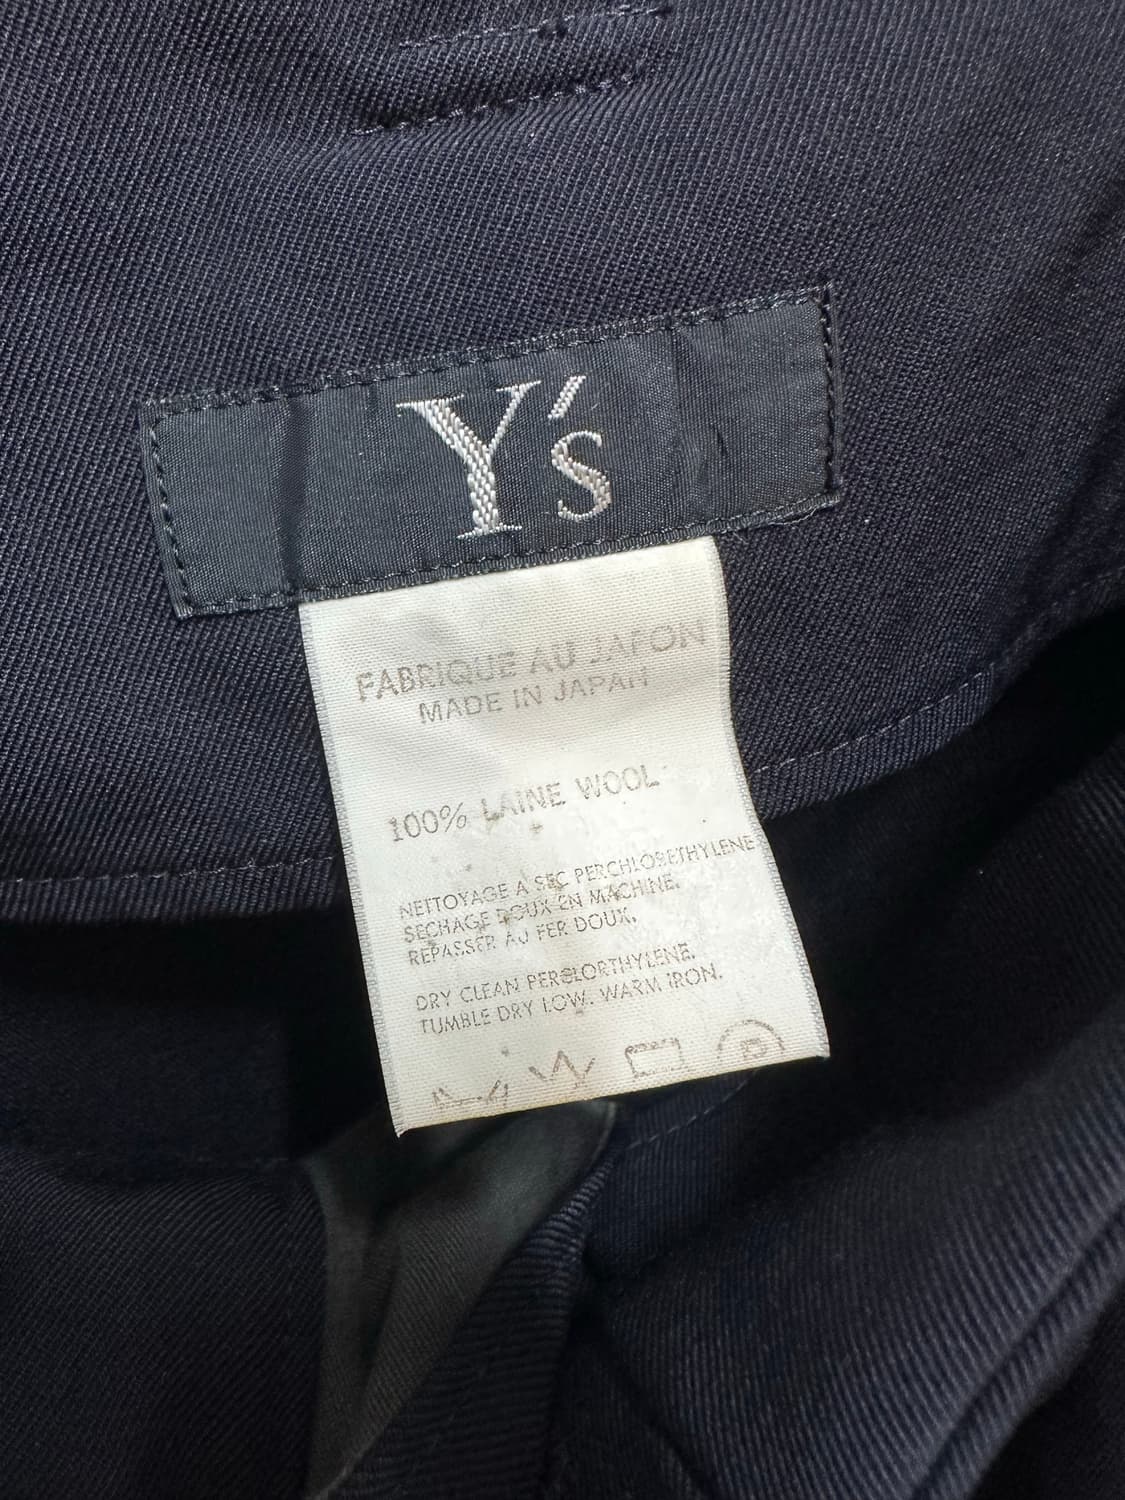 Y's
FABRIQUE AU JAPON
MADE IN JAPAN
100% LAINE WOOL
NETTOYAGE A SEC PERCHLORETHYLENE
SECHAGE DOUX EN MACHINE.
REPASSER AU FER DOUX.
DRY CLEAN PERCLORTHYLENE.
TUMBLE DRY LOW. WARM IRON.
P